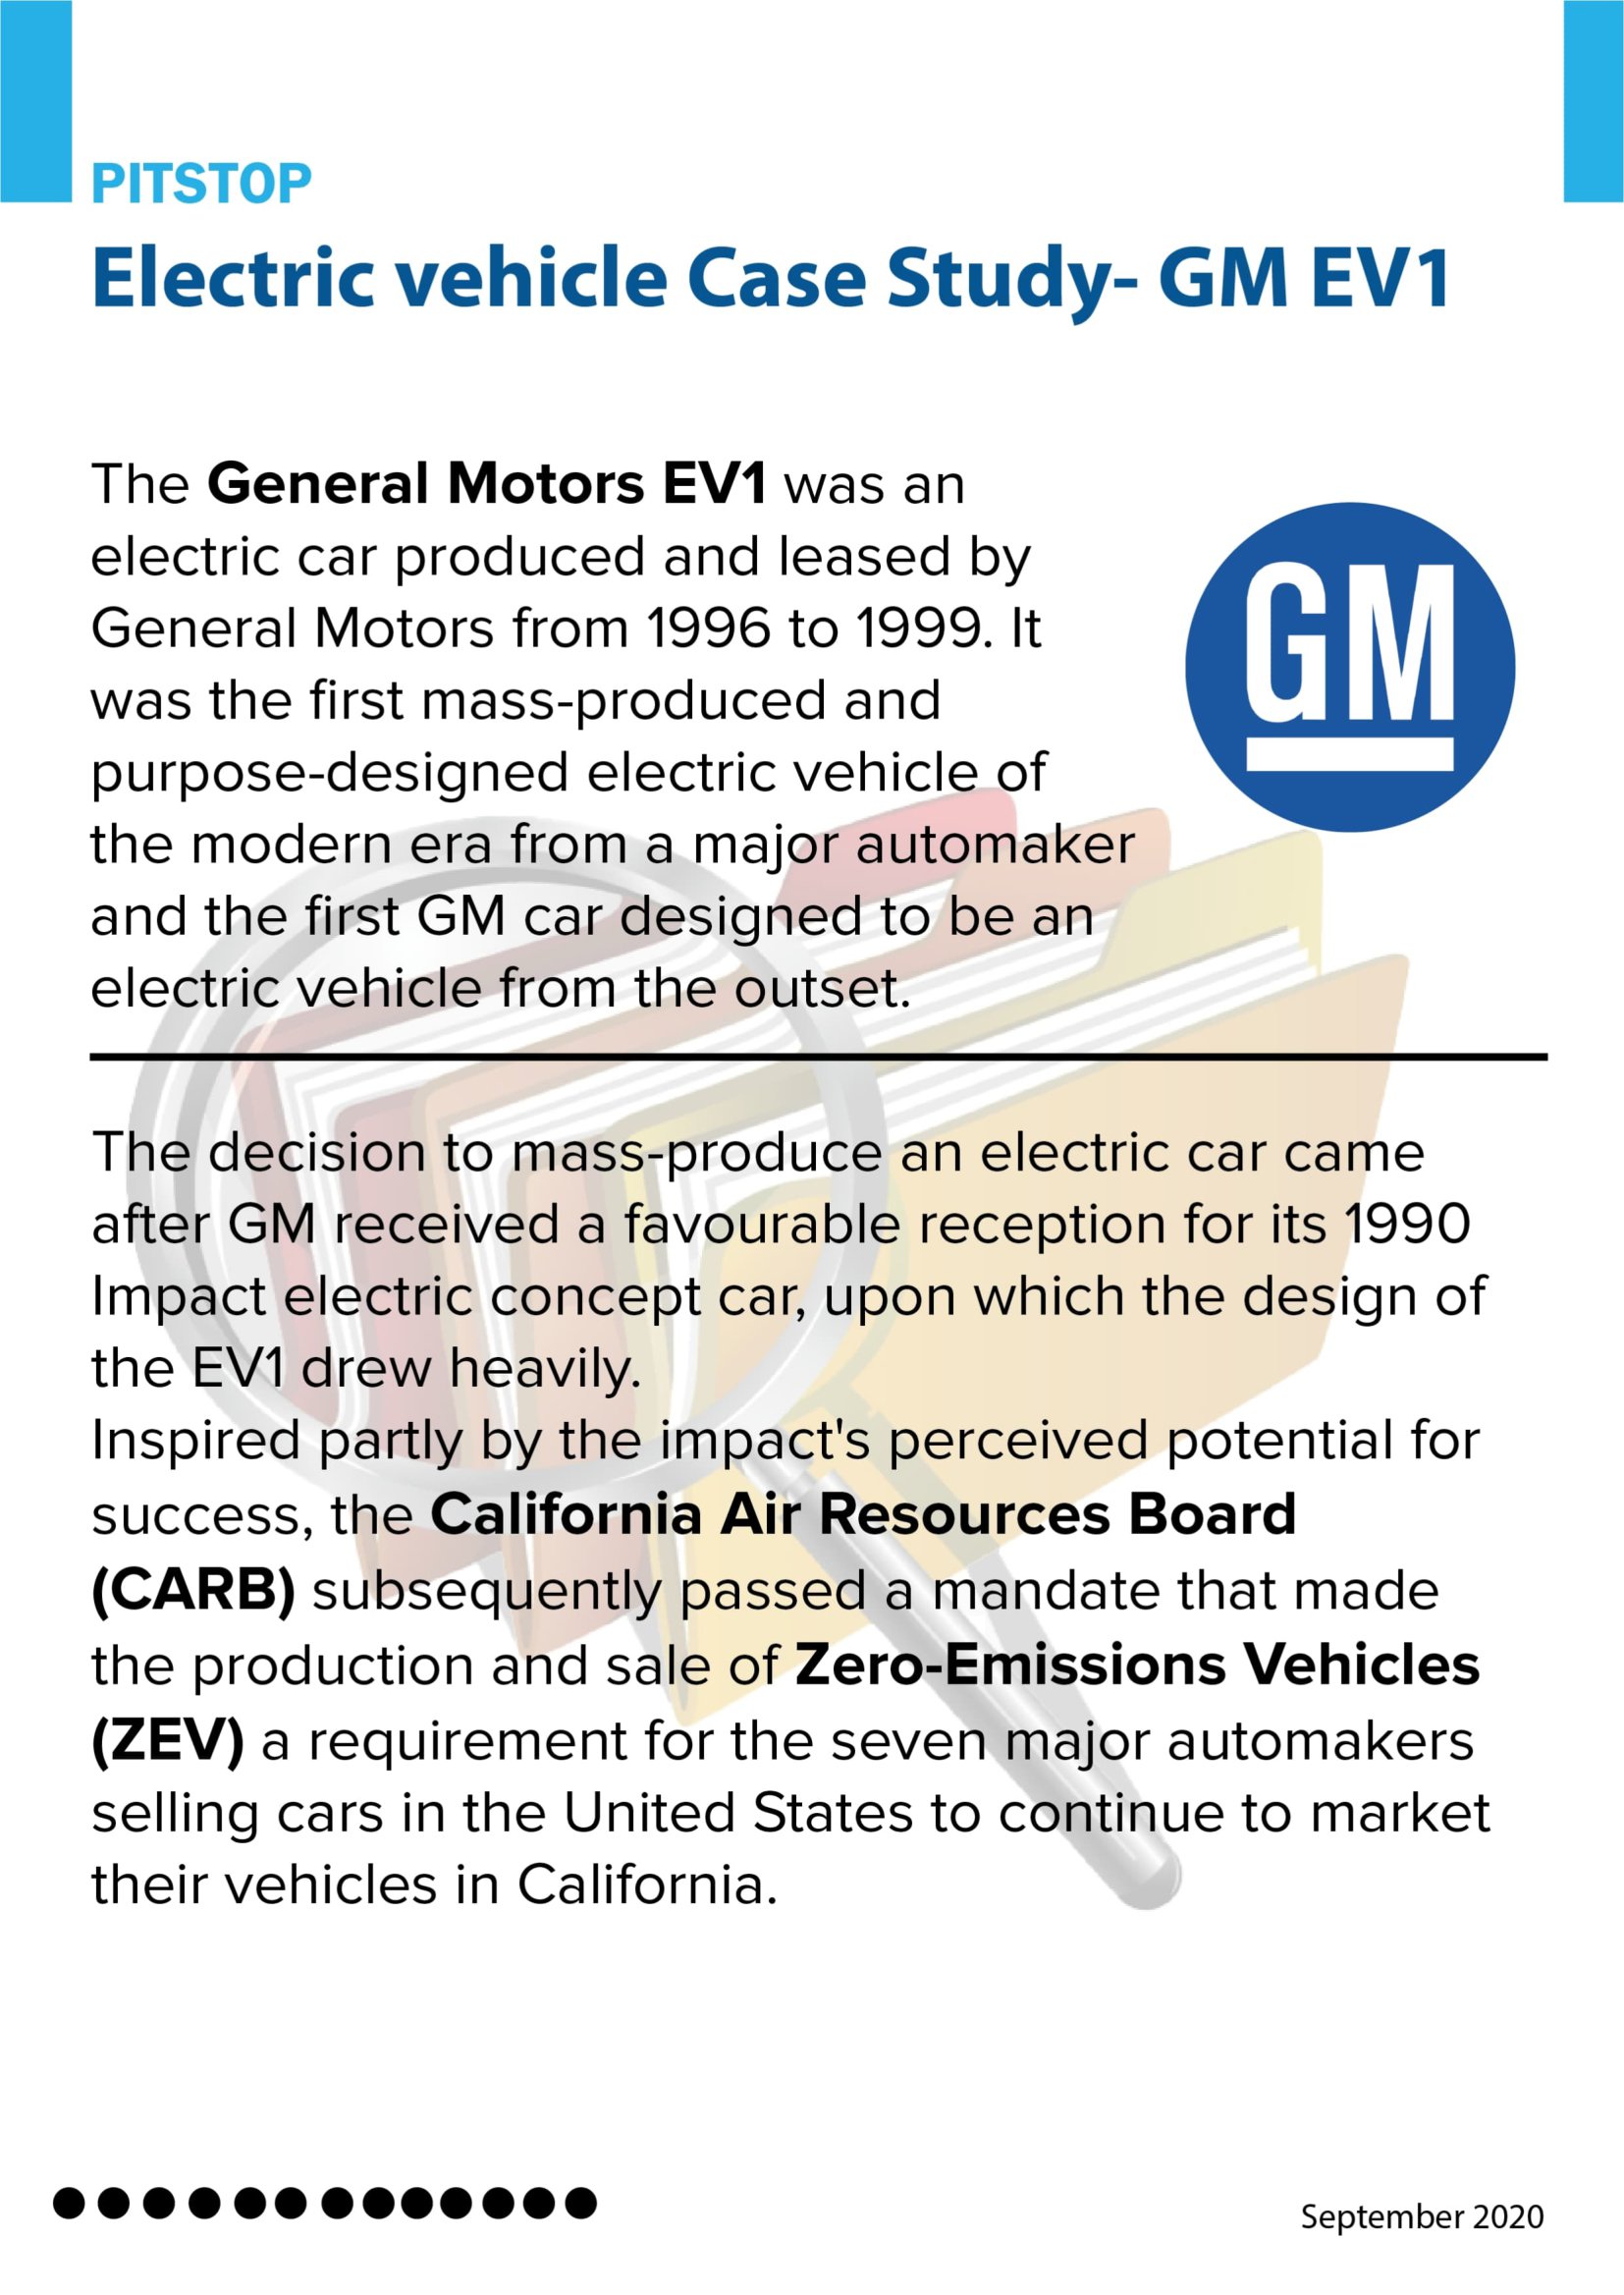 PITSTOP
Electric vehicle Case Study- GM EV1
The General Motors EV1 was an
electric car produced and leased by
General Motors from 1996 to 1999. It
was the first mass-produced and
purpose-designed electric vehicle of
the modern era from a major automaker
and the first GM car designed to be an
electric vehicle from the outset.
GM
The decision to mass-produce an electric car came
after GM received a favourable reception for its 1990
Impact electric concept car, upon which the design of
the EV1 drew heavily.
Inspired partly by the impact's perceived potential for
success, the California Air Resources Board
(CARB) subsequently passed a mandate that made
the production and sale of Zero-Emissions Vehicles
(ZEV) a requirement for the seven major automakers
selling cars in the United States to continue to market
their vehicles in California.
September 2020